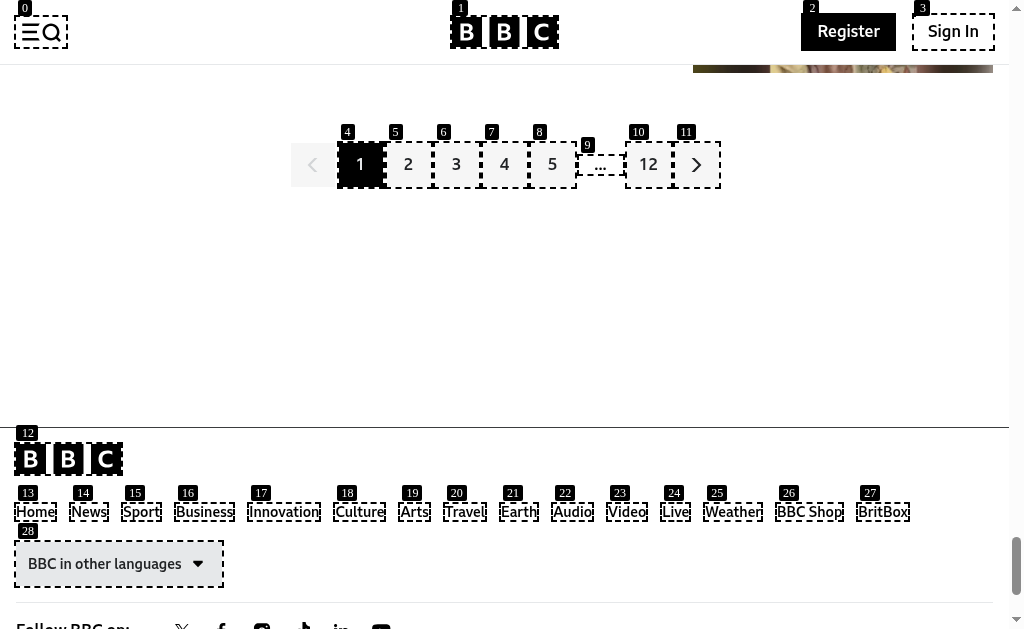 0 1 2 3
BBC Register Sign In
4 5 6 7 8 9 10 11
1 2 3 4 5 ... 12
12
BBC
13 14 15 16 17 18 19 20 21 22 23 24 25 26 27
Home News Sport Business Innovation Culture Arts Travel Earth Audio Video Live Weather BBC Shop BritBox
28
BBC in other languages
Follow BBC on: